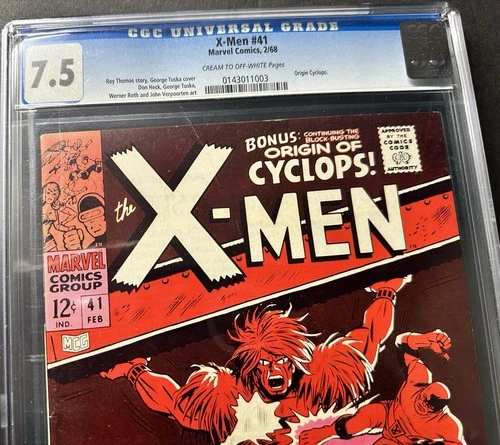 CGC UNIVERSAL GRADE
7.5
X-Men #41
Marvel Comics, 2/68
CREAM TO OFF-WHITE Pages
Roy Thomas story, George Tuska cover
Don Heck, George Tuska,
Werner Roth and John Verpoorten art
0143011003
Origin Cyclops.
BONUS: CONTINUING THE
BLOCK-BUSTING
ORIGIN OF
CYCLOPS!
APPROVED
BY THE
COMICS
CODE
AUTHORITY
the
X-MEN
MARVEL
COMICS
GROUP
12¢
IND.
41
FEB
MCG